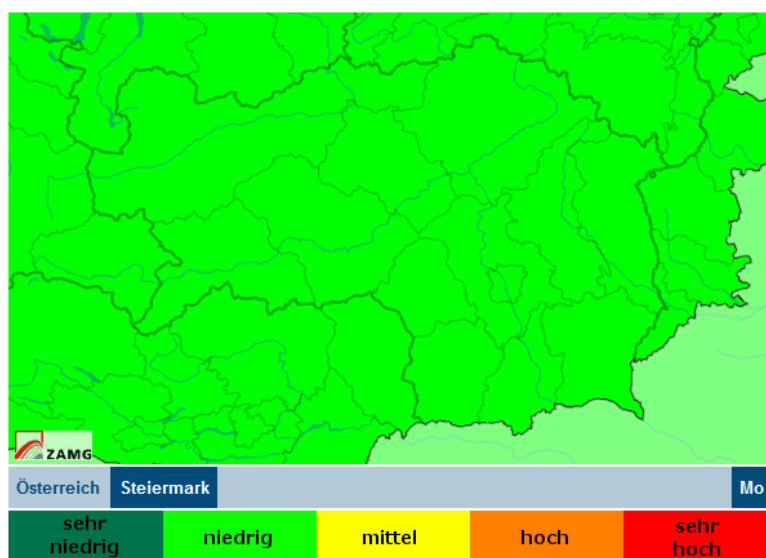 ZAMG
Österreich Steiermark Mo
sehr niedrig mittel hoch sehr
niedrig hoch